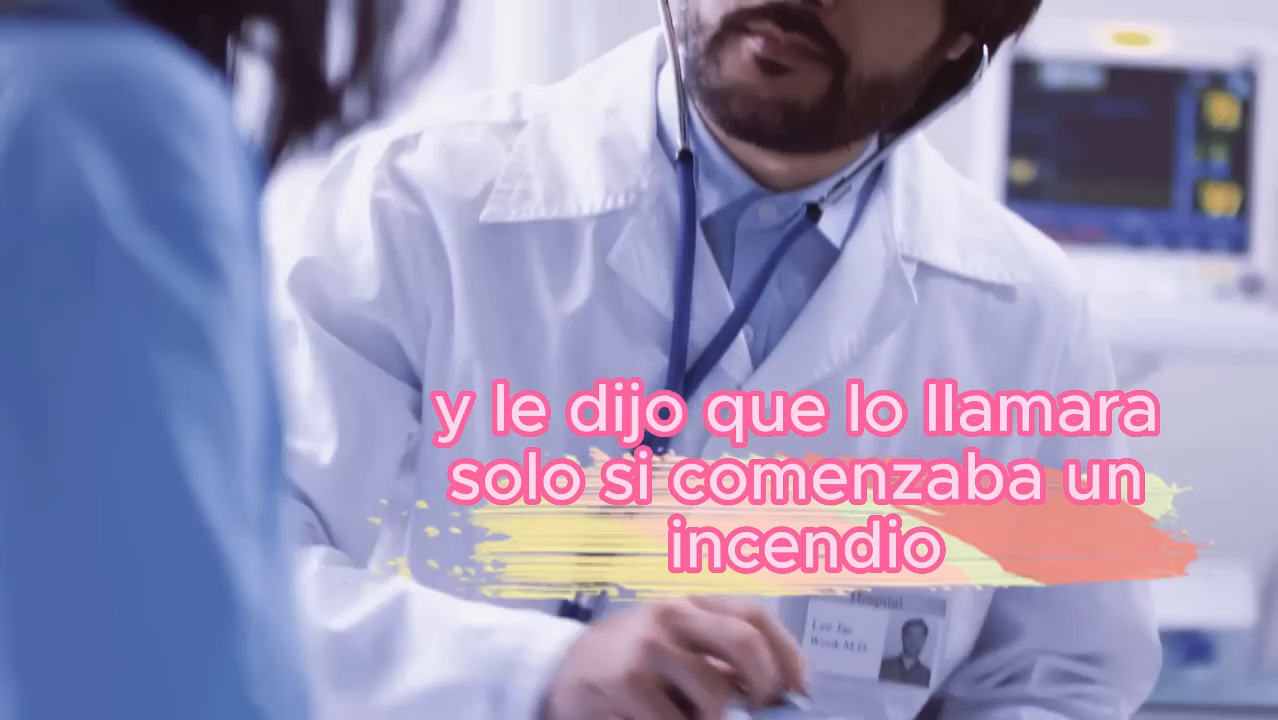 y le dijo que lo llamara
solo si comenzaba un
incendio
Hospital
Lee Jae
Wook M.D.